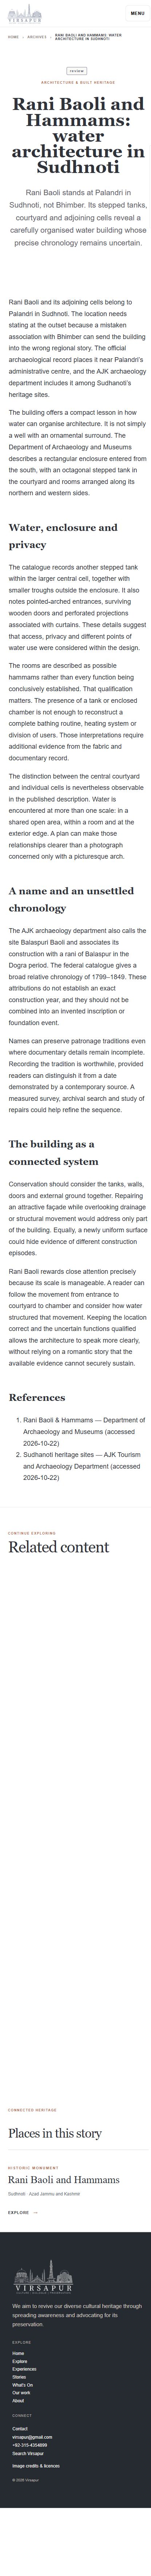 VIRSAPUR
MENU
HOME › ARCHIVES › RANI BAOLI AND HAMMAMS: WATER
ARCHITECTURE IN SUDHNOTI
review
ARCHITECTURE & BUILT HERITAGE
Rani Baoli and
Hammams:
water
architecture in
Sudhnoti
Rani Baoli stands at Palandri in
Sudhnoti, not Bhimber. Its stepped tanks,
courtyard and adjoining cells reveal a
carefully organised water building whose
precise chronology remains uncertain.
Rani Baoli and its adjoining cells belong to
Palandri in Sudhnoti. The location needs
stating at the outset because a mistaken
association with Bhimber can send the building
into the wrong regional story. The official
archaeological record places it near Palandri's
administrative centre, and the AJK archaeology
department includes it among Sudhanoti's
heritage sites.
The building offers a compact lesson in how
water can organise architecture. It is not simply
a well with an ornamental surround. The
Department of Archaeology and Museums
describes a rectangular enclosure entered from
the south, with an octagonal stepped tank in
the courtyard and rooms arranged along its
northern and western sides.
Water, enclosure and
privacy
The catalogue records another stepped tank
within the larger central cell, together with
smaller troughs outside the enclosure. It also
notes pointed-arched entrances, surviving
wooden doors and perforated projections
associated with curtains. These details suggest
that access, privacy and different points of
water use were considered within the design.
The rooms are described as possible
hammams rather than every function being
conclusively established. That qualification
matters. The presence of a tank or enclosed
chamber is not enough to reconstruct a
complete bathing routine, heating system or
division of users. Those interpretations require
additional evidence from the fabric and
documentary record.
The distinction between the central courtyard
and individual cells is nevertheless observable
in the published description. Water is
encountered at more than one scale: in a
shared open area, within a room and at the
exterior edge. A plan can make those
relationships clearer than a photograph
concerned only with a picturesque arch.
A name and an unsettled
chronology
The AJK archaeology department also calls the
site Balaspuri Baoli and associates its
construction with a rani of Balaspur in the
Dogra period. The federal catalogue gives a
broad relative chronology of 1799–1849. These
attributions do not establish an exact
construction year, and they should not be
combined into an invented inscription or
foundation event.
Names can preserve patronage traditions even
where documentary details remain incomplete.
Recording the tradition is worthwhile, provided
readers can distinguish it from a date
demonstrated by a contemporary source. A
measured survey, archival search and study of
repairs could help refine the sequence.
The building as a
connected system
Conservation should consider the tanks, walls,
doors and external ground together. Repairing
an attractive façade while overlooking drainage
or structural movement would address only part
of the building. Equally, a newly uniform surface
could hide evidence of different construction
episodes.
Rani Baoli rewards close attention precisely
because its scale is manageable. A reader can
follow the movement from entrance to
courtyard to chamber and consider how water
structured that movement. Keeping the location
correct and the uncertain functions qualified
allows the architecture to speak more clearly,
without relying on a romantic story that the
available evidence cannot securely sustain.
References
1. Rani Baoli & Hammams — Department of
Archaeology and Museums (accessed
2026-10-22)
2. Sudhanoti heritage sites — AJK Tourism
and Archaeology Department (accessed
2026-10-22)
CONTINUE EXPLORING
Related content
CONNECTED HERITAGE
Places in this story
HISTORIC MONUMENT
Rani Baoli and Hammams
Sudhnoti · Azad Jammu and Kashmir
EXPLORE —
VIRSAPUR
We aim to revive our diverse cultural heritage through
spreading awareness and advocating for its
preservation.
EXPLORE
Home
Explore
Experiences
Stories
What's On
Our work
About
CONNECT
Contact
virsapur@gmail.com
+92-315-4354899
Search Virsapur
Image credits & licences
© 2026 Virsapur